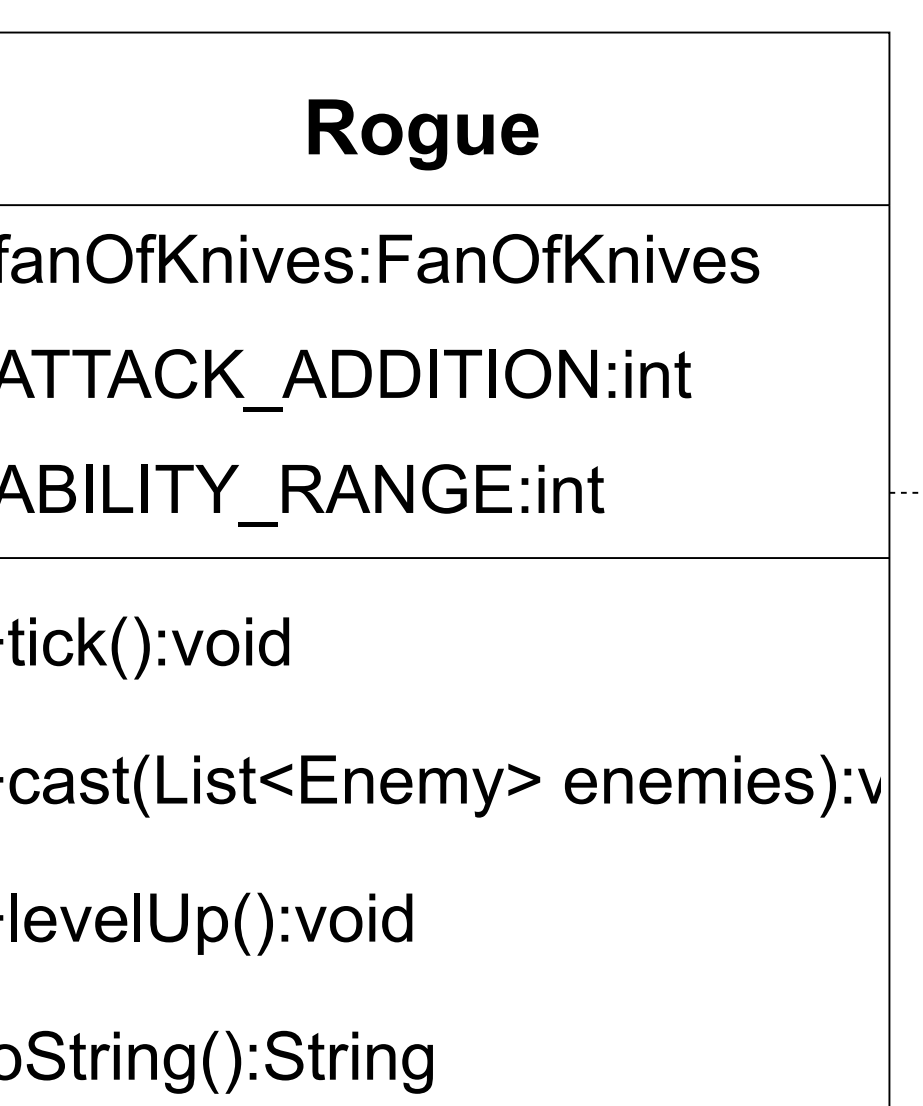 Rogue
fanOfKnives:FanOfKnives
ATTACK_ADDITION:int
ABILITY_RANGE:int
+tick():void
+cast(List<Enemy> enemies):v
+levelUp():void
oString():String